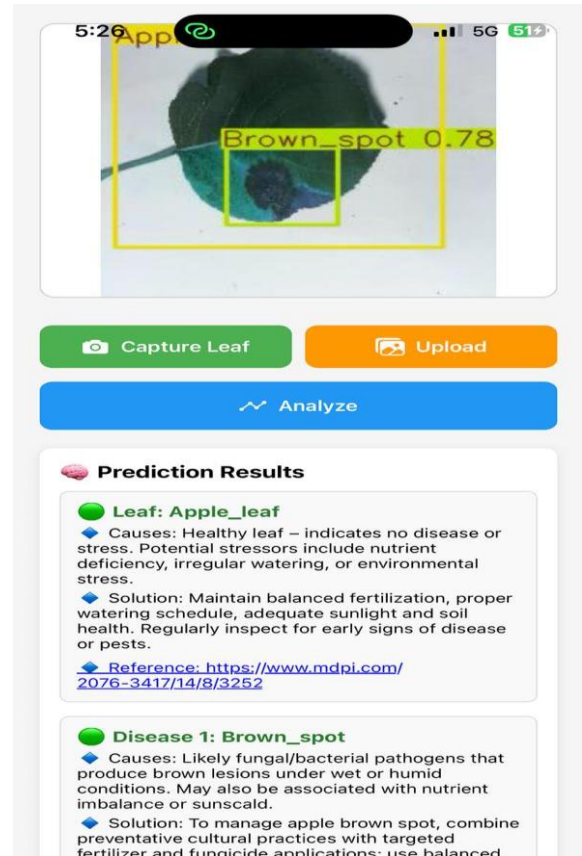 5:26
5G 51
Brown_spot 0.78
Capture Leaf
Upload
Analyze
Prediction Results
Leaf: Apple_leaf
Causes: Healthy leaf – indicates no disease or
stress. Potential stressors include nutrient
deficiency, irregular watering, or environmental
stress.
Solution: Maintain balanced fertilization, proper
watering schedule, adequate sunlight and soil
health. Regularly inspect for early signs of disease
or pests.
Reference: https://www.mdpi.com/
2076-3417/14/8/3252
Disease 1: Brown_spot
Causes: Likely fungal/bacterial pathogens that
produce brown lesions under wet or humid
conditions. May also be associated with nutrient
imbalance or sunscald.
Solution: To manage apple brown spot, combine
preventative cultural practices with targeted
fertilizer and fungicide applications: use balanced